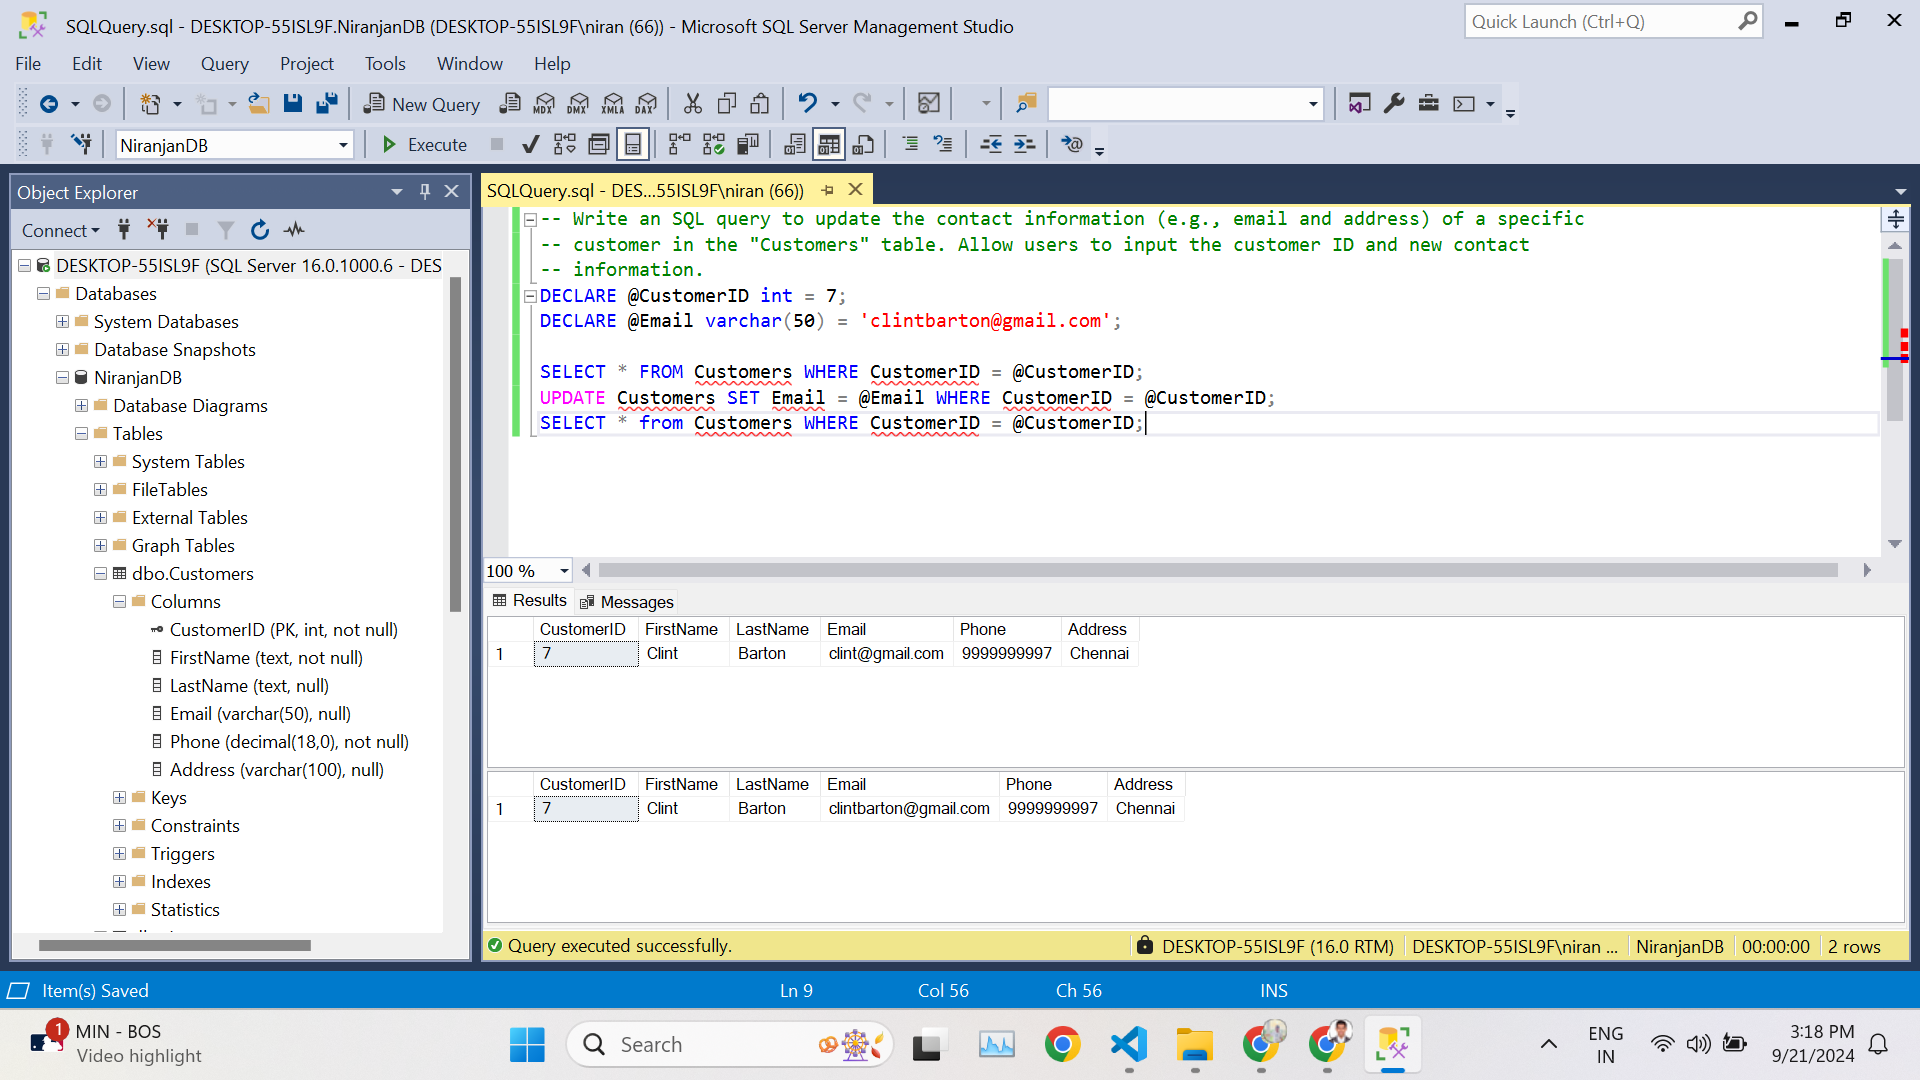 SQLQuery.sql - DESKTOP-55ISL9F.NiranjanDB (DESKTOP-55ISL9F\niran (66)) - Microsoft SQL Server Management Studio
Quick Launch (Ctrl+Q)
File Edit View Query Project Tools Window Help
New Query MDX DMX XMLA DAX
NiranjanDB Execute
Object Explorer
Connect
DESKTOP-55ISL9F (SQL Server 16.0.1000.6 - DES
Databases
System Databases
Database Snapshots
NiranjanDB
Database Diagrams
Tables
System Tables
FileTables
External Tables
Graph Tables
dbo.Customers
Columns
CustomerID (PK, int, not null)
FirstName (text, not null)
LastName (text, null)
Email (varchar(50), null)
Phone (decimal(18,0), not null)
Address (varchar(100), null)
Keys
Constraints
Triggers
Indexes
Statistics
SQLQuery.sql - DES...55ISL9F\niran (66))
-- Write an SQL query to update the contact information (e.g., email and address) of a specific
-- customer in the "Customers" table. Allow users to input the customer ID and new contact
-- information.
DECLARE @CustomerID int = 7;
DECLARE @Email varchar(50) = 'clintbarton@gmail.com';
SELECT * FROM Customers WHERE CustomerID = @CustomerID;
UPDATE Customers SET Email = @Email WHERE CustomerID = @CustomerID;
SELECT * from Customers WHERE CustomerID = @CustomerID;
100 %
Results Messages
CustomerID FirstName LastName Email Phone Address
1 7 Clint Barton clint@gmail.com 9999999997 Chennai
CustomerID FirstName LastName Email Phone Address
1 7 Clint Barton clintbarton@gmail.com 9999999997 Chennai
Query executed successfully. DESKTOP-55ISL9F (16.0 RTM) DESKTOP-55ISL9F\niran ... NiranjanDB 00:00:00 2 rows
Item(s) Saved Ln 9 Col 56 Ch 56 INS
1 MIN - BOS
Video highlight
Search
ENG
IN
3:18 PM
9/21/2024